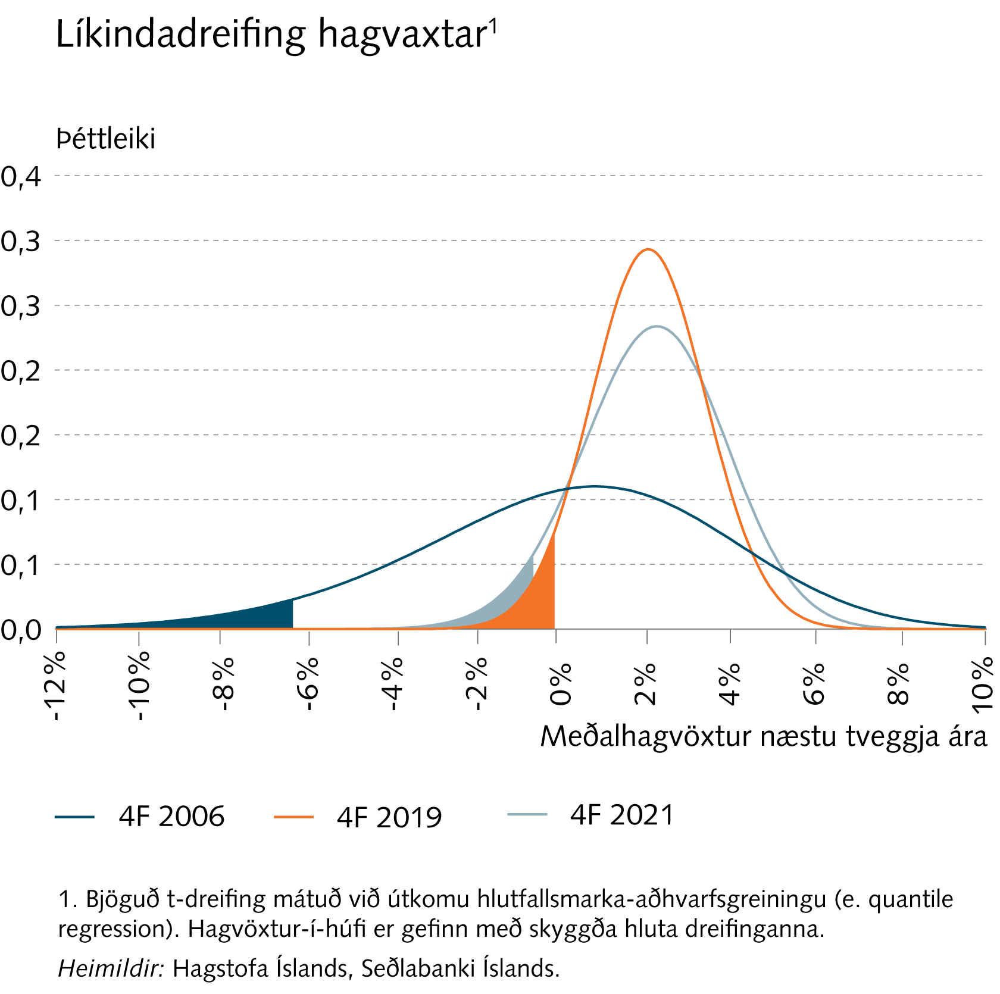 Líkindadreifing hagvaxtar¹
Þéttleiki
0,4
0,3
0,3
0,2
0,2
0,1
0,1
0,0
-12%
-10%
-8%
-6%
-4%
-2%
0%
2%
4%
6%
8%
10%
Meðalhagvöxtur næstu tveggja ára
4F 2006
4F 2019
4F 2021
1. Bjöguð t-dreifing mátuð við útkomu hlutfallsmarka-aðhvarfsgreiningu (e. quantile
regression). Hagvöxtur-í-húfi er gefinn með skyggða hluta dreifinganna.
Heimildir: Hagstofa Íslands, Seðlabanki Íslands.